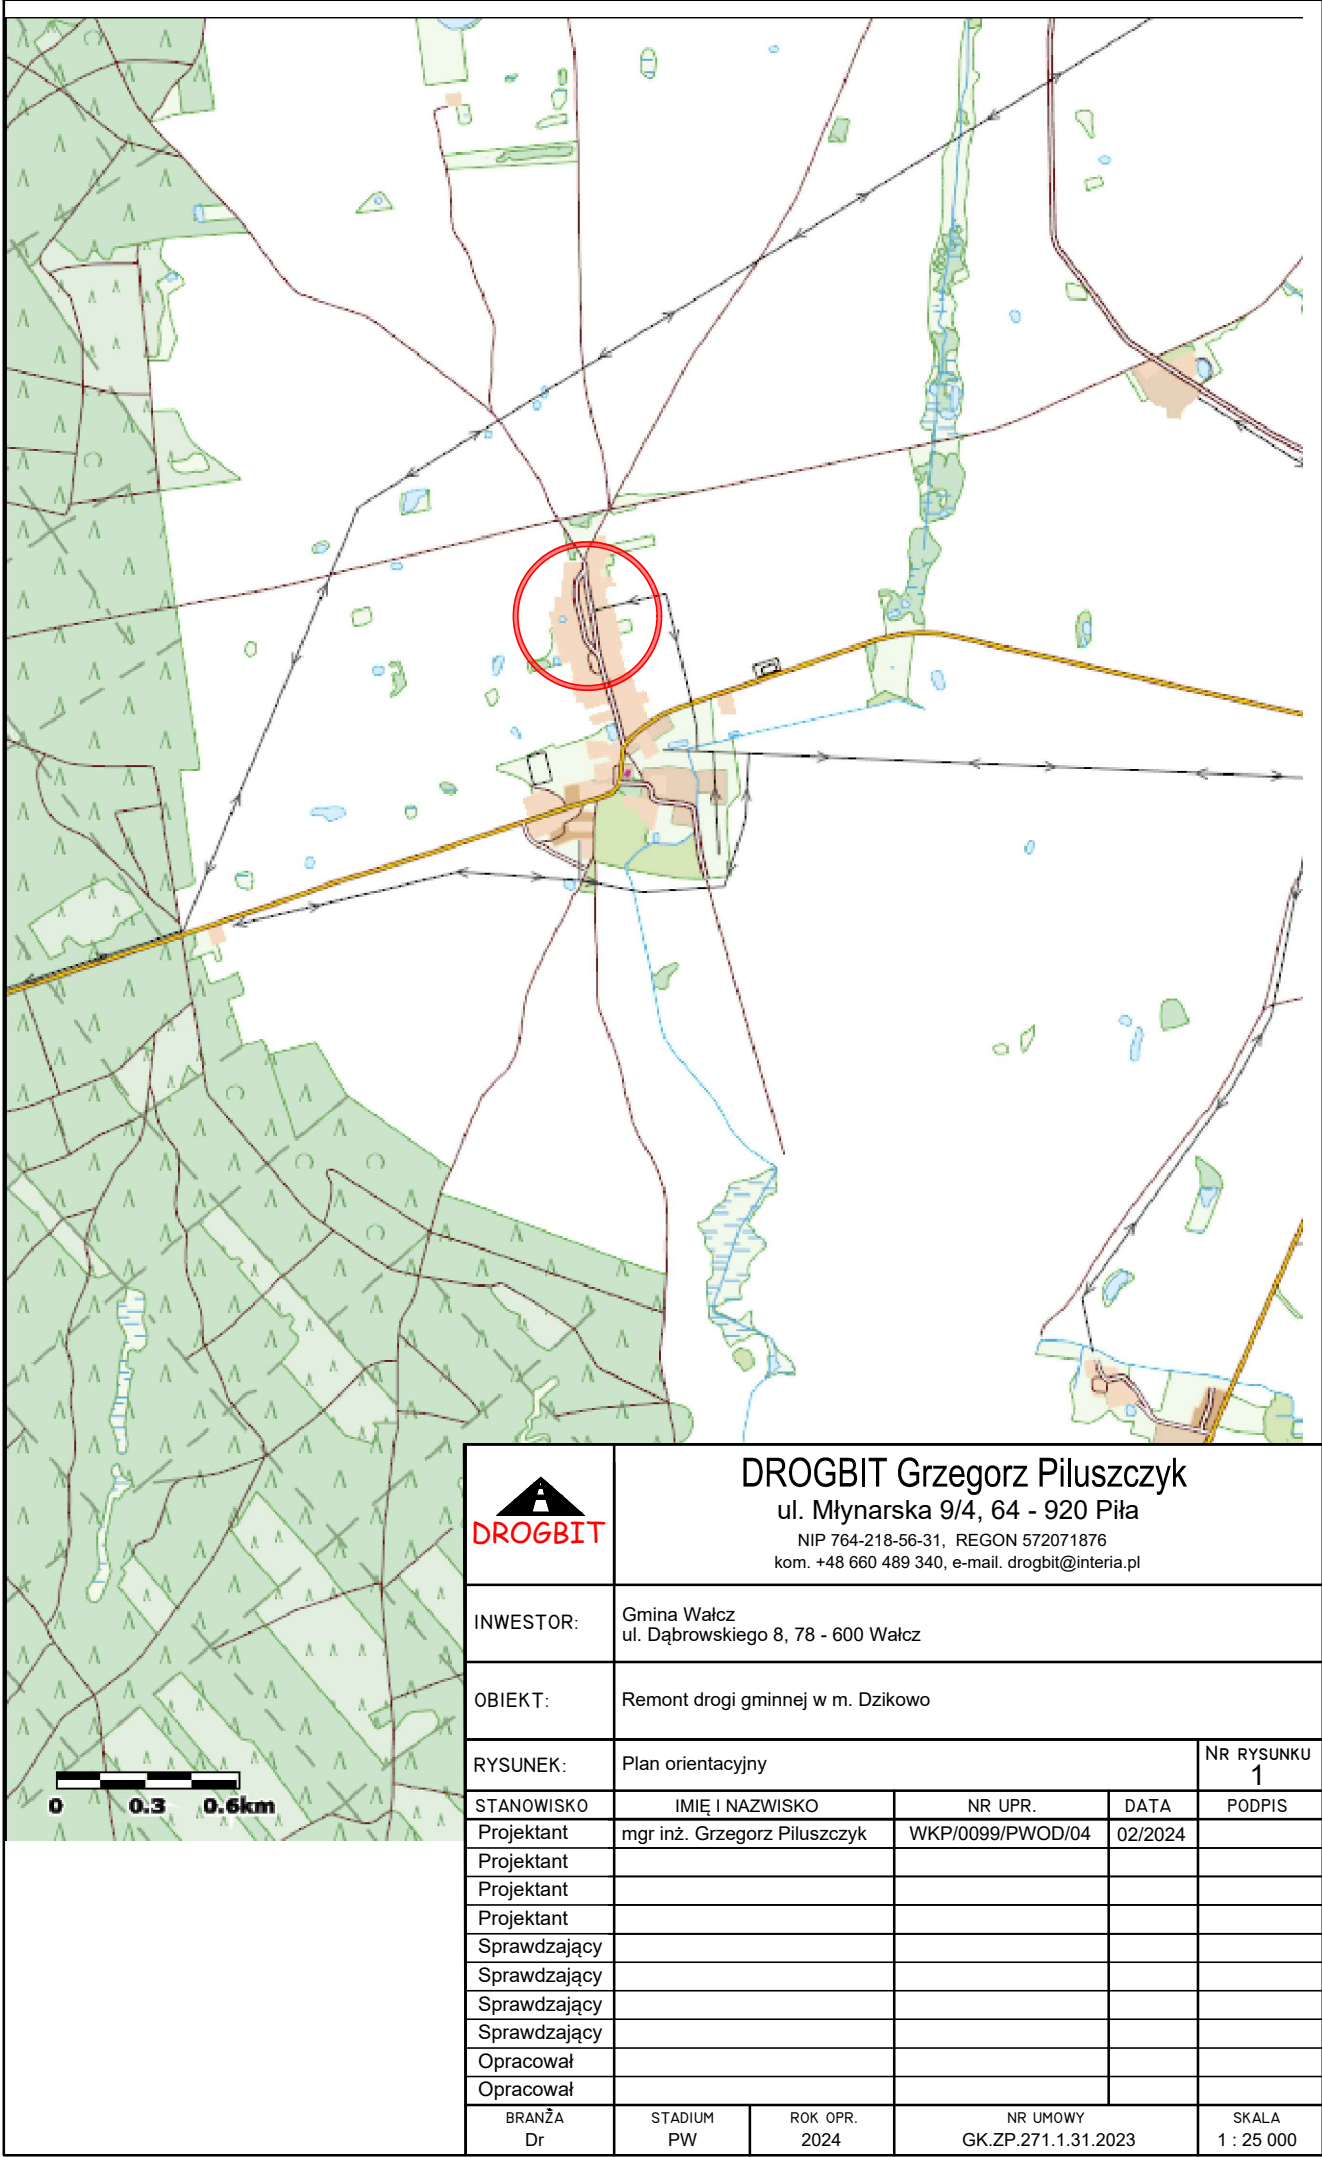 0 0.3 0.6km
DROGBIT
DROGBIT Grzegorz Piluszczyk
ul. Młynarska 9/4, 64 - 920 Piła
NIP 764-218-56-31, REGON 572071876
kom. +48 660 489 340, e-mail. drogbit@interia.pl
INWESTOR:
Gmina Wałcz
ul. Dąbrowskiego 8, 78 - 600 Wałcz
OBIEKT: Remont drogi gminnej w m. Dzikowo
RYSUNEK: Plan orientacyjny
NR RYSUNKU
1
STANOWISKO IMIĘ I NAZWISKO NR UPR. DATA PODPIS
Projektant mgr inż. Grzegorz Piluszczyk WKP/0099/PWOD/04 02/2024
Projektant
Projektant
Projektant
Sprawdzający
Sprawdzający
Sprawdzający
Sprawdzający
Opracował
Opracował
BRANŻA STADIUM ROK OPR. NR UMOWY SKALA
Dr PW 2024 GK.ZP.271.1.31.2023 1 : 25 000